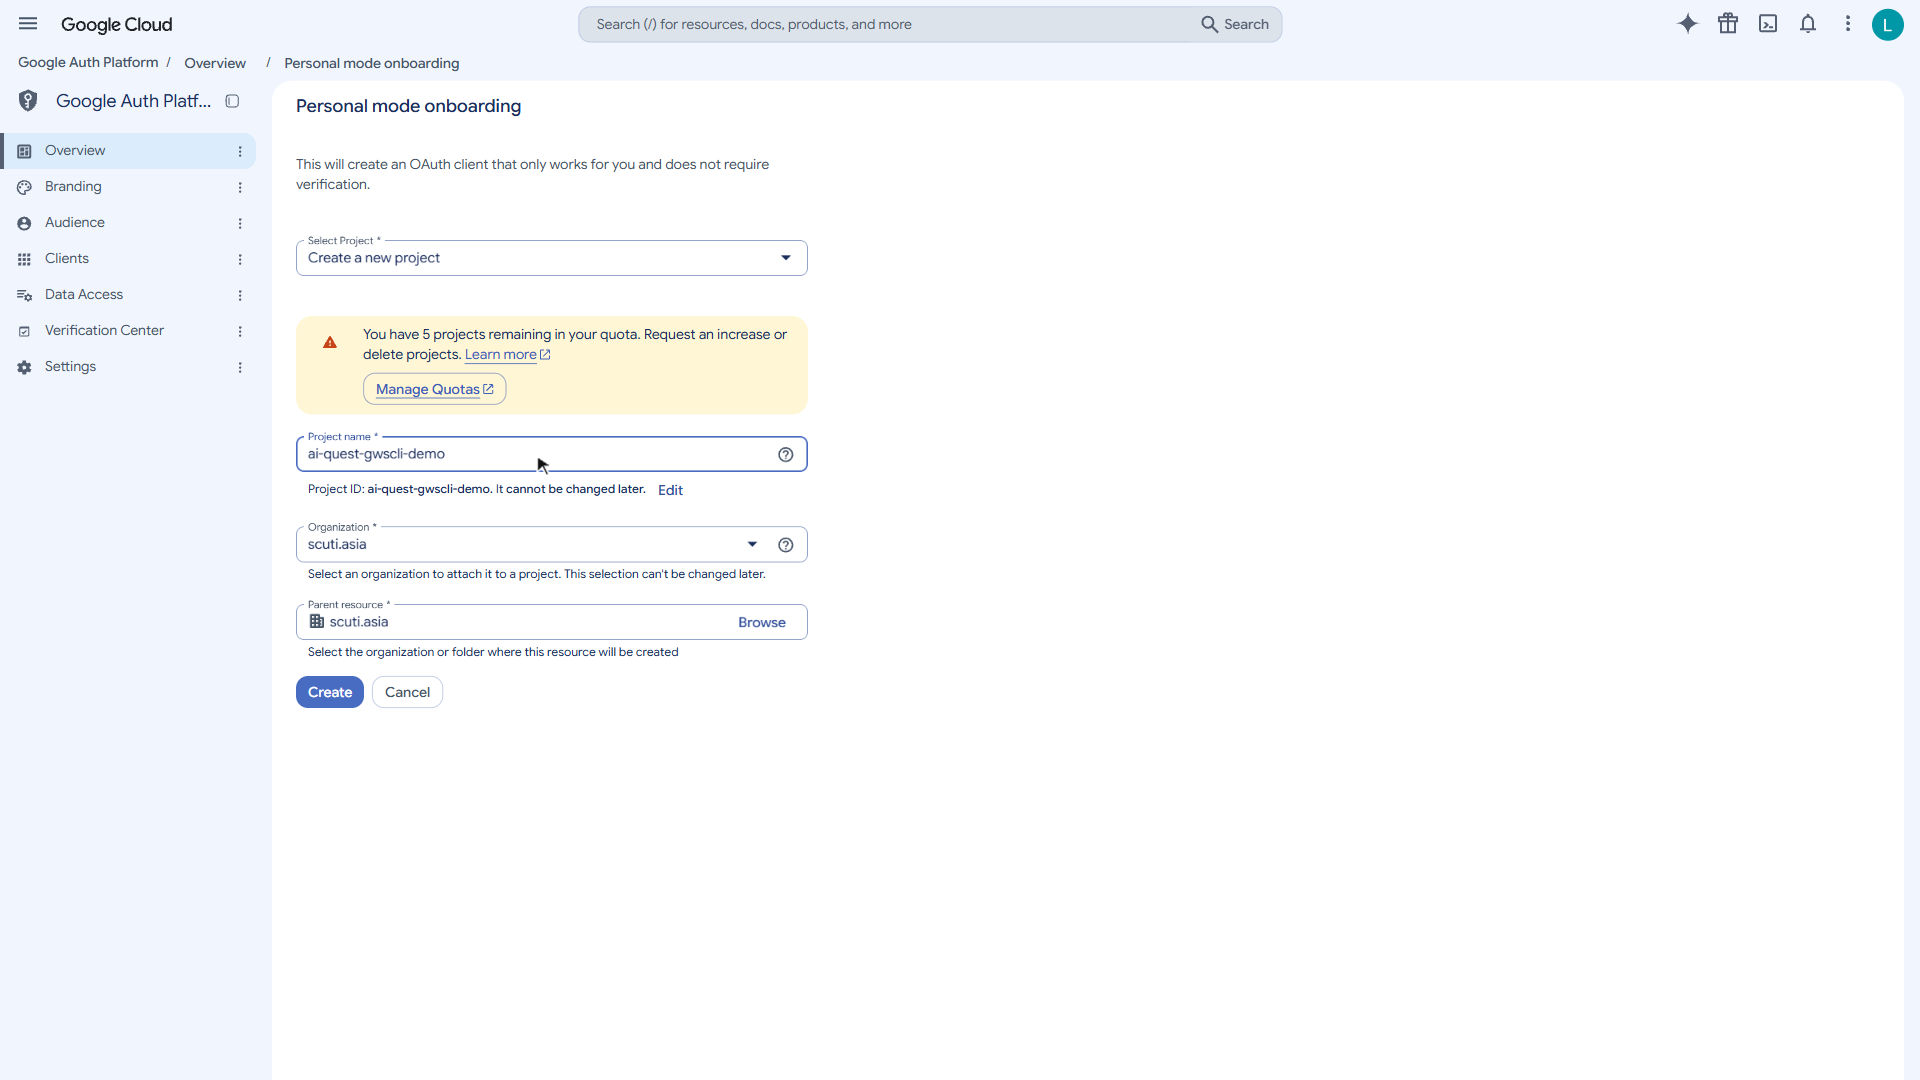 Google Cloud
Search (/) for resources, docs, products, and more
Search
L
Google Auth Platform / Overview / Personal mode onboarding
Google Auth Platf...
Overview
Branding
Audience
Clients
Data Access
Verification Center
Settings
Personal mode onboarding
This will create an OAuth client that only works for you and does not require
verification.
Select Project *
Create a new project
You have 5 projects remaining in your quota. Request an increase or
delete projects. Learn more
Manage Quotas
Project name *
ai-quest-gwscli-demo
Project ID: ai-quest-gwscli-demo. It cannot be changed later. Edit
Organization *
scuti.asia
Select an organization to attach it to a project. This selection can't be changed later.
Parent resource *
scuti.asia
Browse
Select the organization or folder where this resource will be created
Create
Cancel